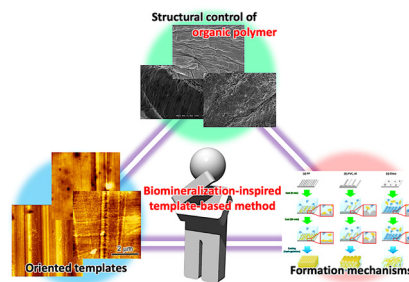 Structural control of
organic polymer
Biomineralization-inspired
template-based method
2 μm
Oriented templates
Formation mechanisms